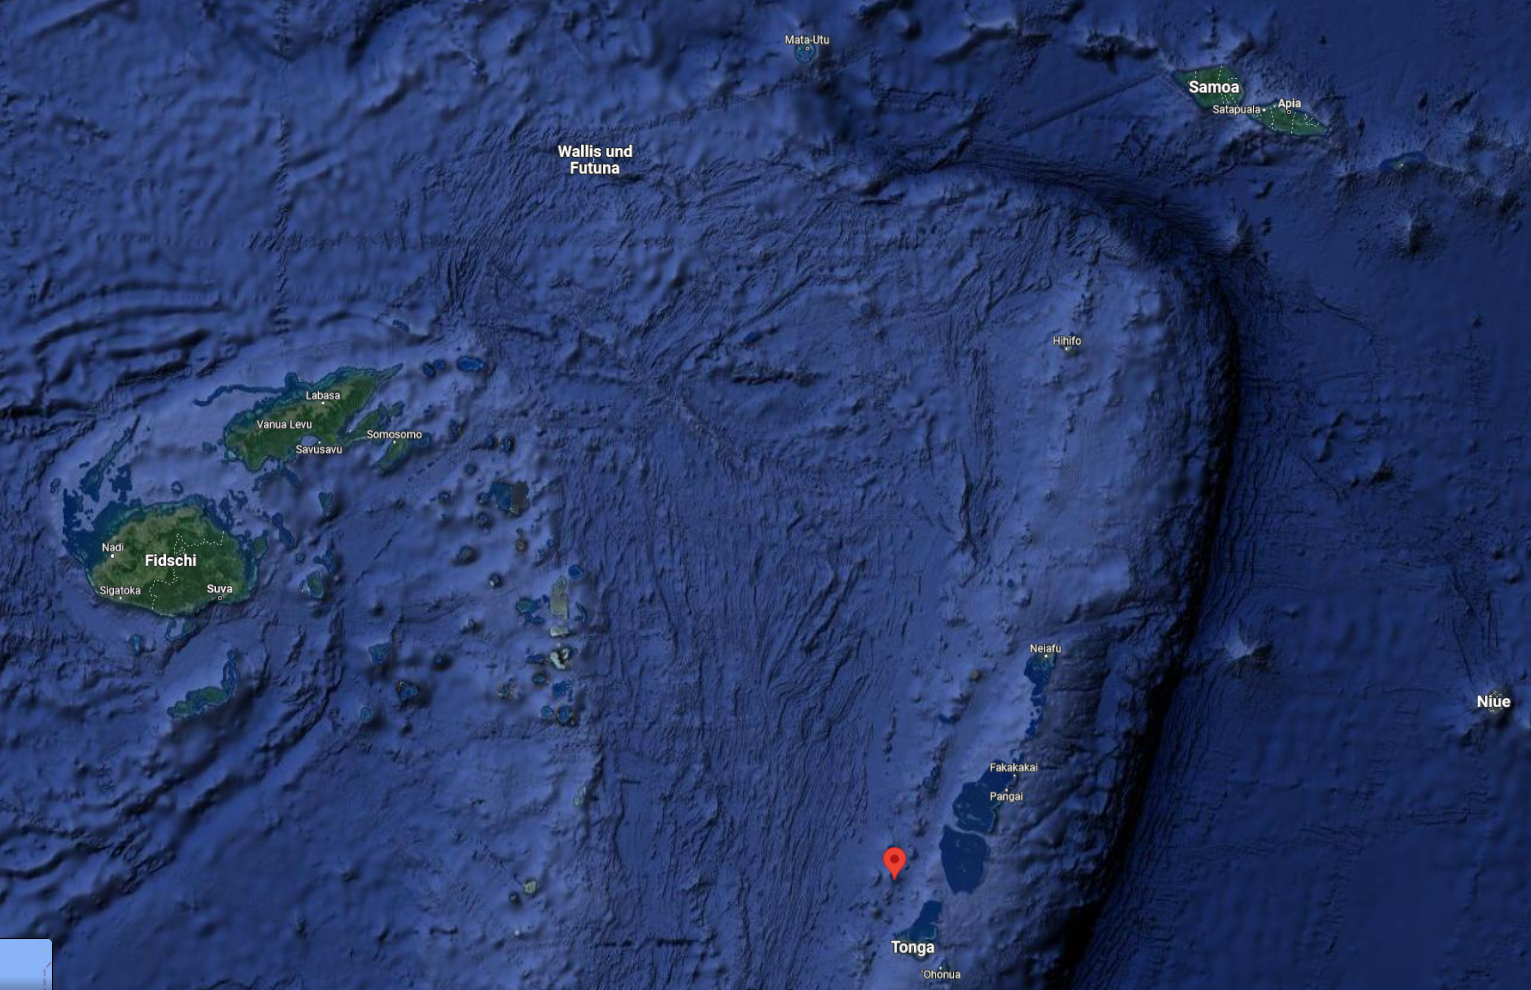 Mata-Utu
Samoa
Satapuala
Apia
Wallis und
Futuna
Hihifo
Labasa
Vanua Levu
Savusavu
Somosomo
Nadi
Fidschi
Sigatoka
Suva
Neiafu
Niue
Fakakakai
Pangai
Tonga
'Ohonua